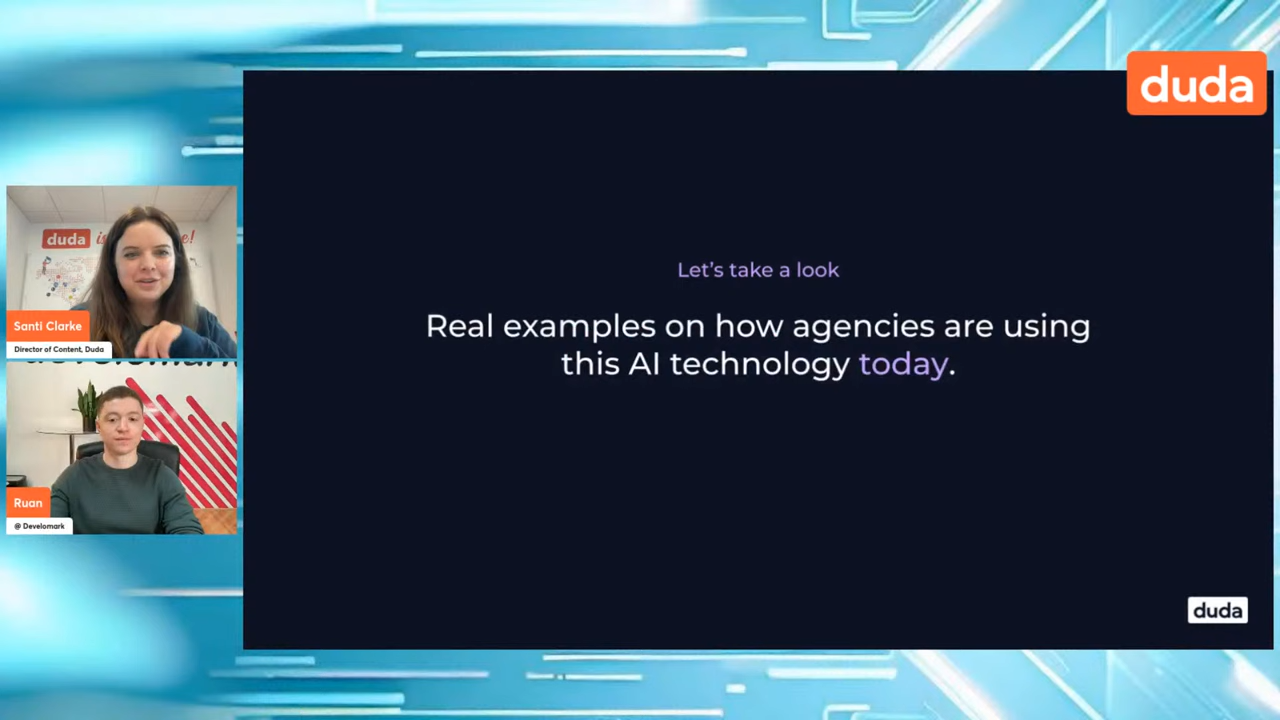 duda
Let's take a look
Real examples on how agencies are using
this AI technology today.
duda
duda is
e!
Santi Clarke
Director of Content, Duda
Ruan
@ Develomark